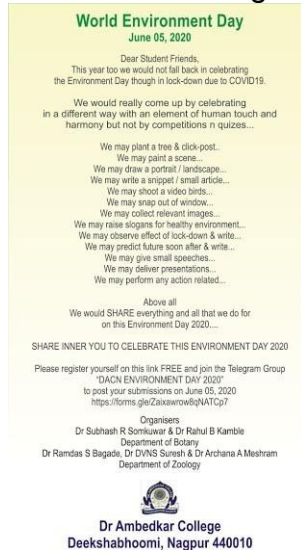 World Environment Day
June 05, 2020
Dear Student Friends,
This year too we would not fall back in celebrating
the Environment Day though in lock-down due to COVID19.
We would really come up by celebrating
in a different way with an element of human touch and
harmony but not by competitions n quizes...
We may plant a tree & click-post..
We may paint a scene...
We may draw a portrait / landscape...
We may write a snippet / small article...
We may shoot a video birds...
We may snap out of window...
We may collect relevant images...
We may raise slogans for healthy environment...
We may observe effect of lock-down & write...
We may predict future soon after & write...
We may give small speeches...
We may deliver presentations...
We may perform any action related...
Above all
We would SHARE everything and all that we do for
on this Environment Day 2020....
SHARE INNER YOU TO CELEBRATE THIS ENVIRONMENT DAY 2020
Please register yourself on this link FREE and join the Telegram Group
"DACN ENVIRONMENT DAY 2020"
to post your submissions on June 05, 2020
https://forms.gle/Zaixawrow8qNATCp7
Organisers
Dr Subhash R Somkuwar & Dr Rahul B Kamble
Department of Botany
Dr Ramdas S Bagade, Dr DVNS Suresh & Dr Archana A Meshram
Department of Zoology
Dr Ambedkar College
Deekshabhoomi, Nagpur 440010